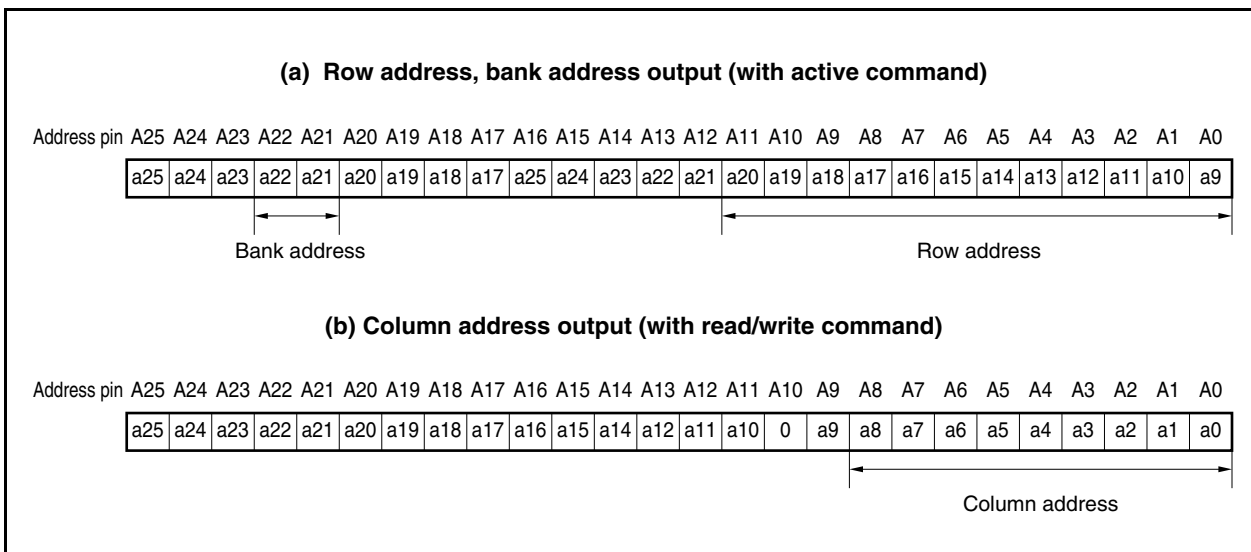 (a) Row address, bank address output (with active command)
Address pin A25 A24 A23 A22 A21 A20 A19 A18 A17 A16 A15 A14 A13 A12 A11 A10 A9 A8 A7 A6 A5 A4 A3 A2 A1 A0
a25 a24 a23 a22 a21 a20 a19 a18 a17 a25 a24 a23 a22 a21 a20 a19 a18 a17 a16 a15 a14 a13 a12 a11 a10 a9
Bank address Row address
(b) Column address output (with read/write command)
Address pin A25 A24 A23 A22 A21 A20 A19 A18 A17 A16 A15 A14 A13 A12 A11 A10 A9 A8 A7 A6 A5 A4 A3 A2 A1 A0
a25 a24 a23 a22 a21 a20 a19 a18 a17 a16 a15 a14 a12 a11 a10 0 a9 a8 a7 a6 a5 a4 a3 a2 a1 a0
Column address